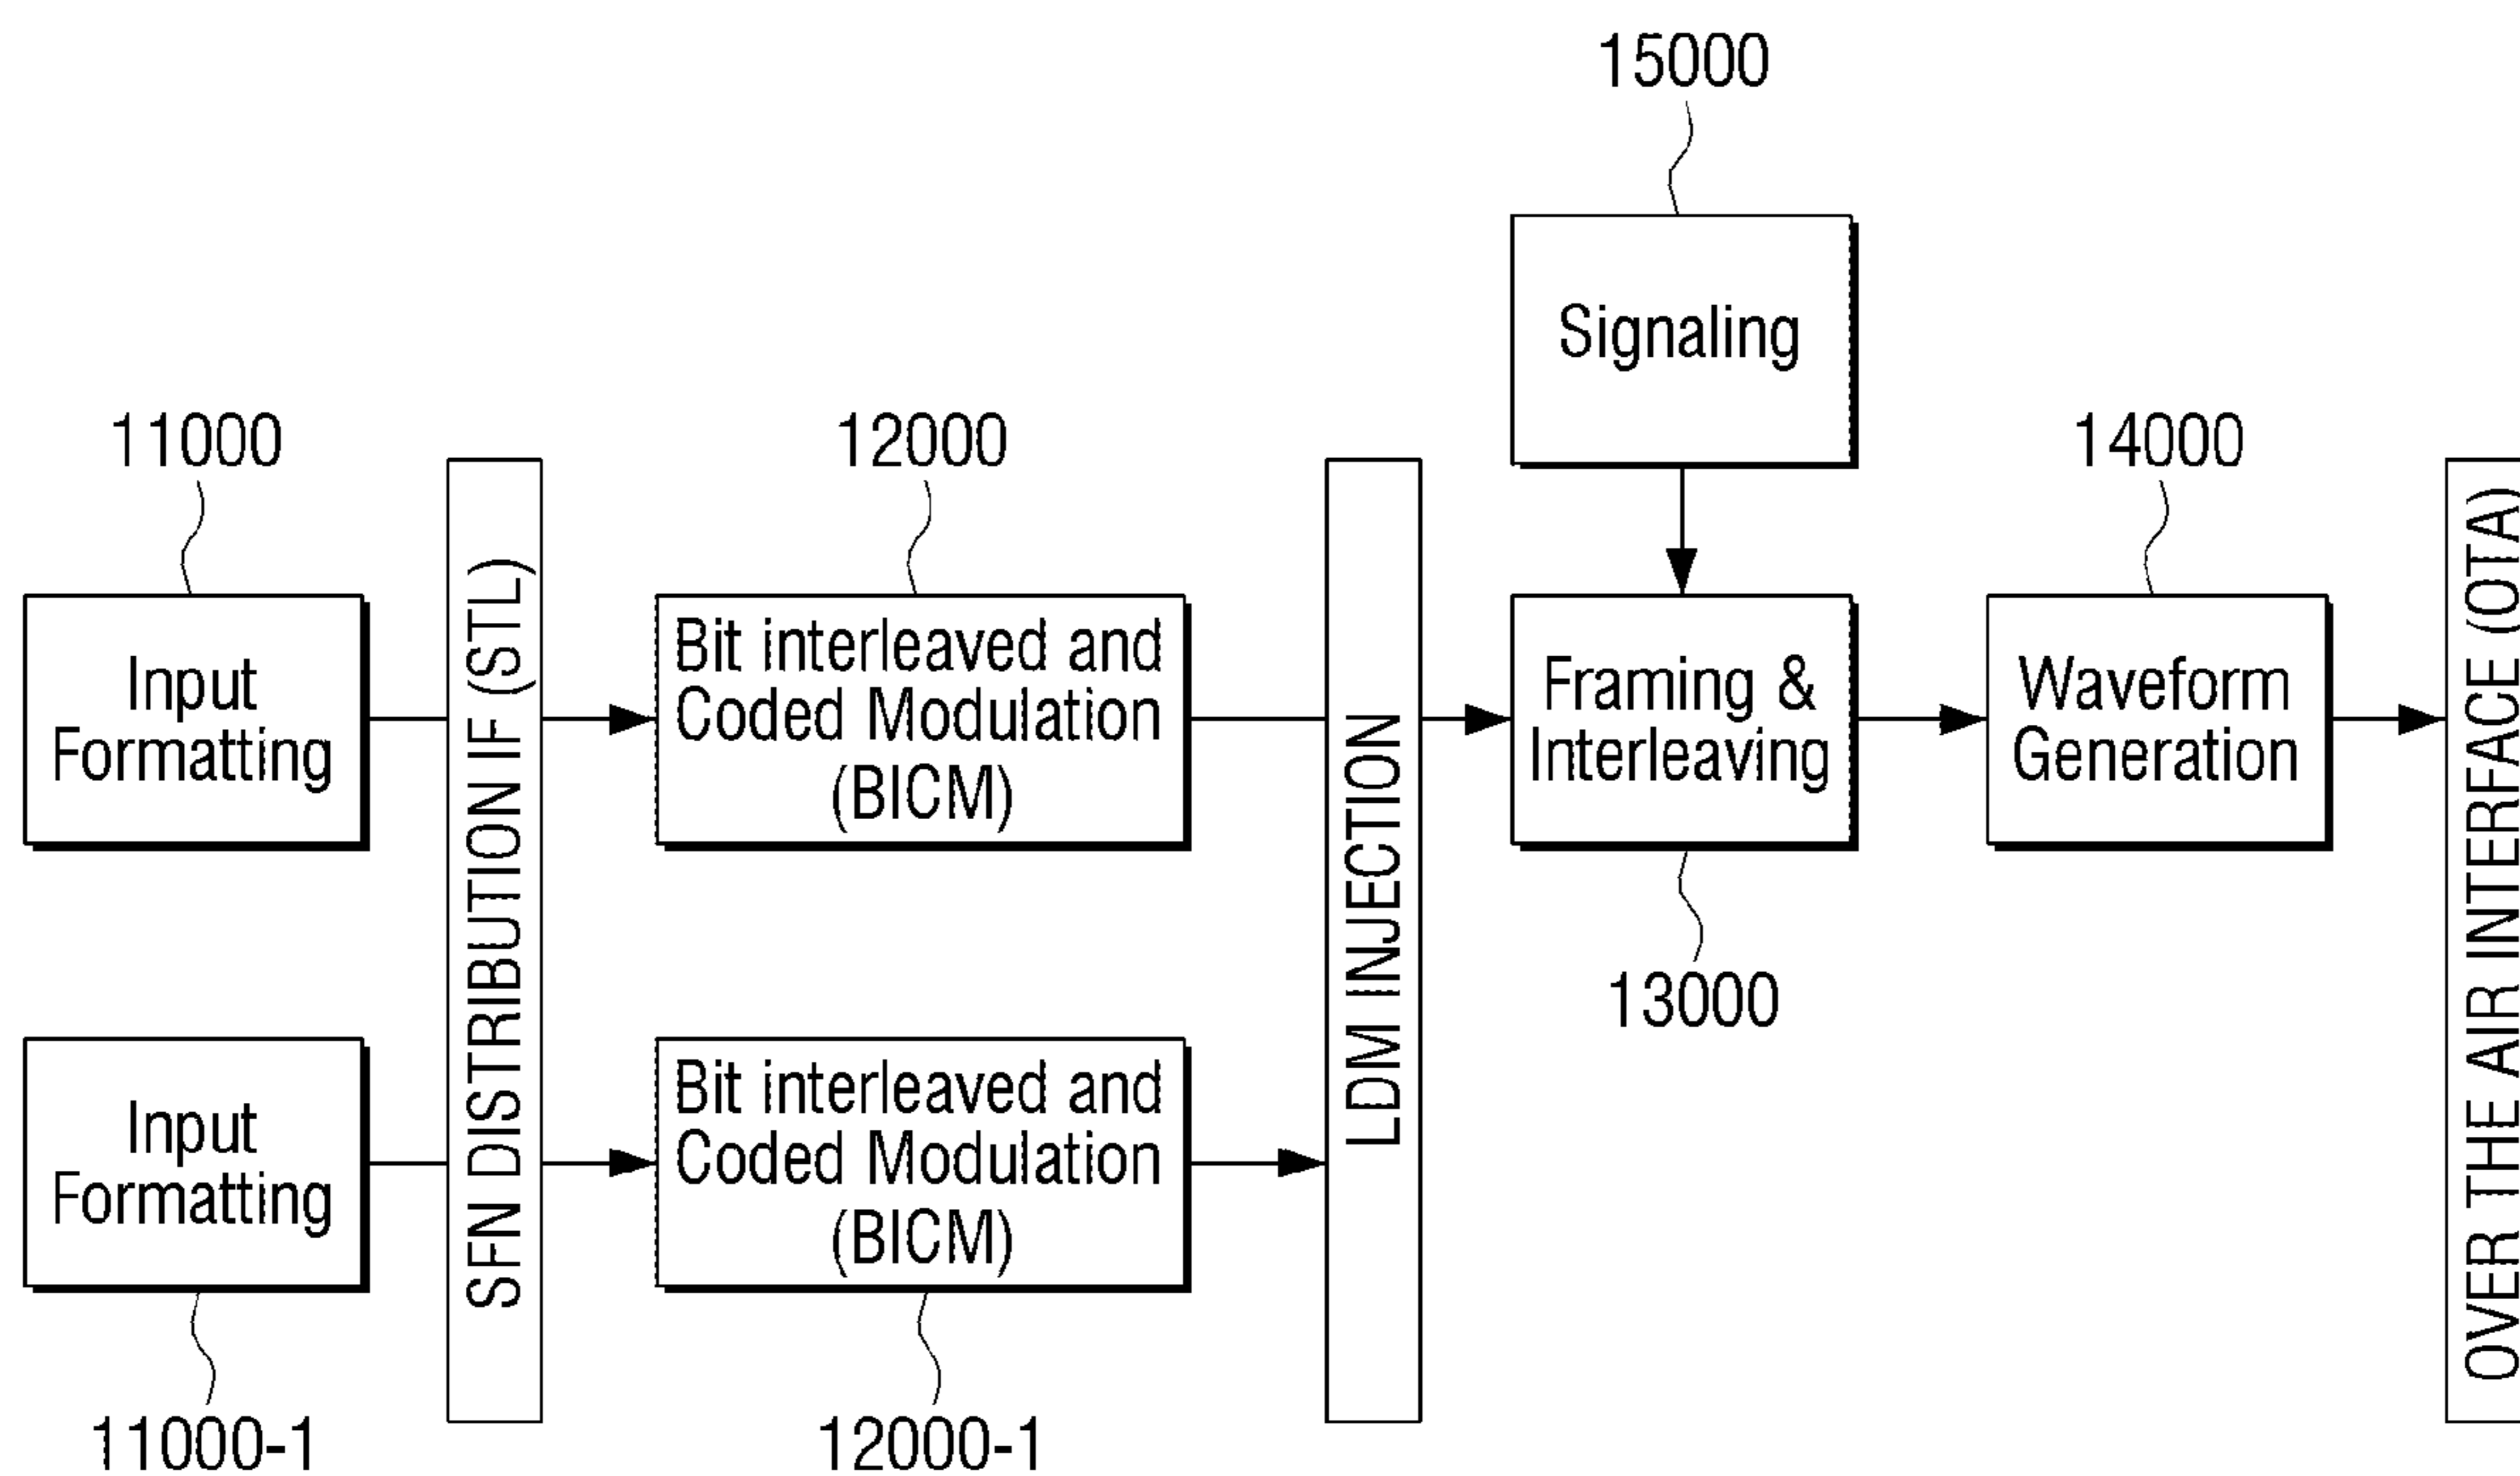 15000
Signaling
11000
12000
14000
Input
Formatting
SFN DISTRIBUTION IF (STL)
Bit interleaved and
Coded Modulation
(BICM)
LDM INJECTION
Framing &
Interleaving
Waveform
Generation
OVER THE AIR INTERFACE (OTA)
13000
Input
Formatting
Bit interleaved and
Coded Modulation
(BICM)
11000-1
12000-1